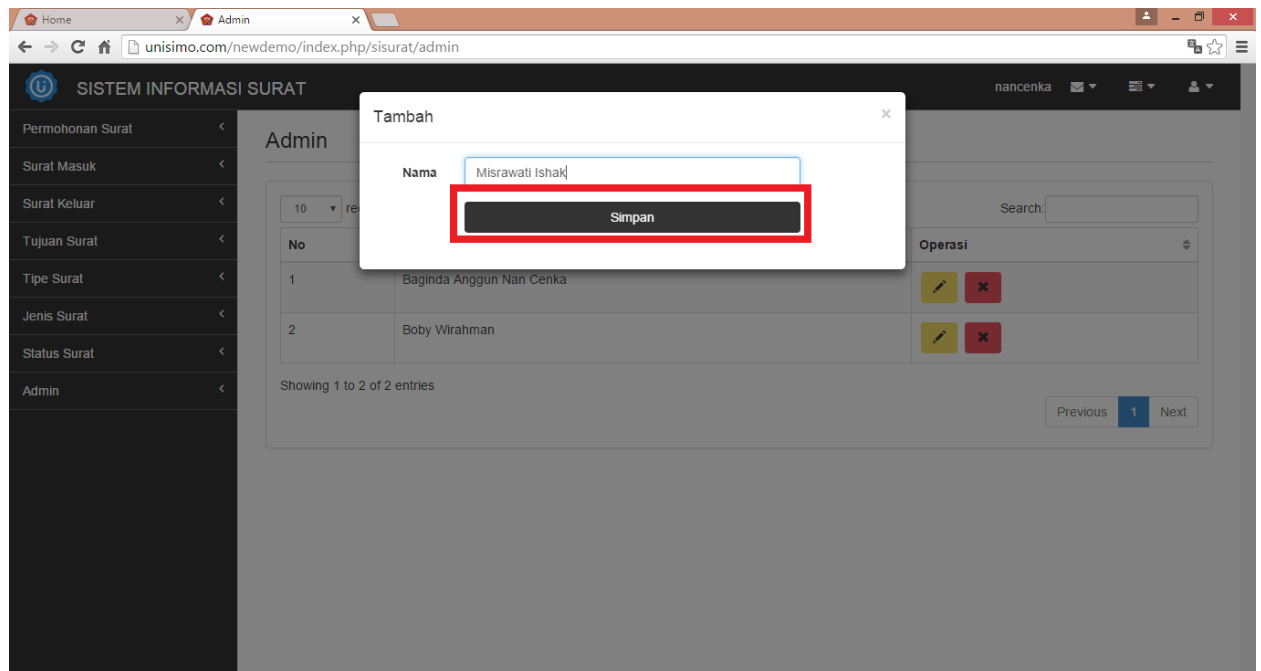 Home
Admin
unisimo.com/newdemo/index.php/sisurat/admin
SISTEM INFORMASI SURAT
nancenka
Permohonan Surat
Surat Masuk
Surat Keluar
Tujuan Surat
Tipe Surat
Jenis Surat
Status Surat
Admin
Admin
Tambah
×
Nama
Misrawati Ishak
Simpan
10
re
Search:
No
Operasi
1
Baginda Anggun Nan Cenka
2
Boby Wirahman
Showing 1 to 2 of 2 entries
Previous 1 Next